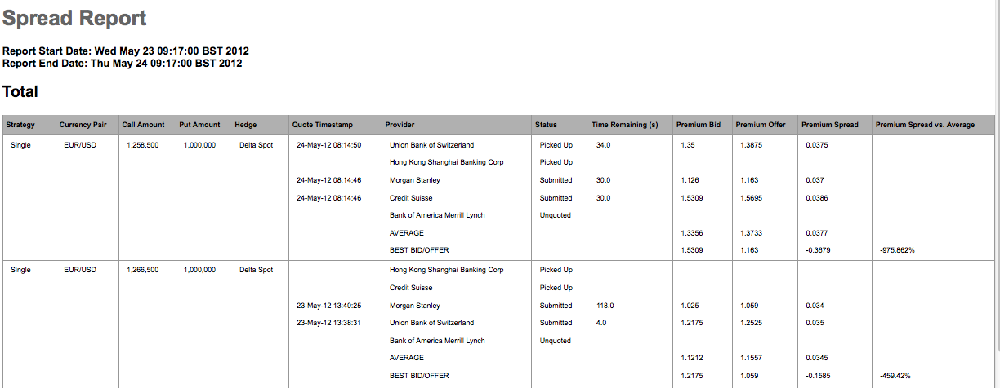 Spread Report
Report Start Date: Wed May 23 09:17:00 BST 2012
Report End Date: Thu May 24 09:17:00 BST 2012
Total
Strategy Currency Pair Call Amount Put Amount Hedge Quote Timestamp Provider Status Time Remaining (s) Premium Bid Premium Offer Premium Spread Premium Spread vs. Average
Single EUR/USD 1,258,500 1,000,000 Delta Spot 24-May-12 08:14:50 Union Bank of Switzerland Picked Up 34.0 1.35 1.3875 0.0375
Hong Kong Shanghai Banking Corp Picked Up
24-May-12 08:14:46 Morgan Stanley Submitted 30.0 1.126 1.163 0.037
24-May-12 08:14:46 Credit Suisse Submitted 30.0 1.5309 1.5695 0.0386
Bank of America Merrill Lynch Unquoted
AVERAGE 1.3356 1.3733 0.0377
BEST BID/OFFER 1.5309 1.163 -0.3679 -975.862%
Single EUR/USD 1,266,500 1,000,000 Delta Spot Hong Kong Shanghai Banking Corp Picked Up
Credit Suisse Picked Up
23-May-12 13:40:25 Morgan Stanley Submitted 118.0 1.025 1.059 0.034
23-May-12 13:38:31 Union Bank of Switzerland Submitted 4.0 1.2175 1.2525 0.035
Bank of America Merrill Lynch Unquoted
AVERAGE 1.1212 1.1557 0.0345
BEST BID/OFFER 1.2175 1.059 -0.1585 -459.42%